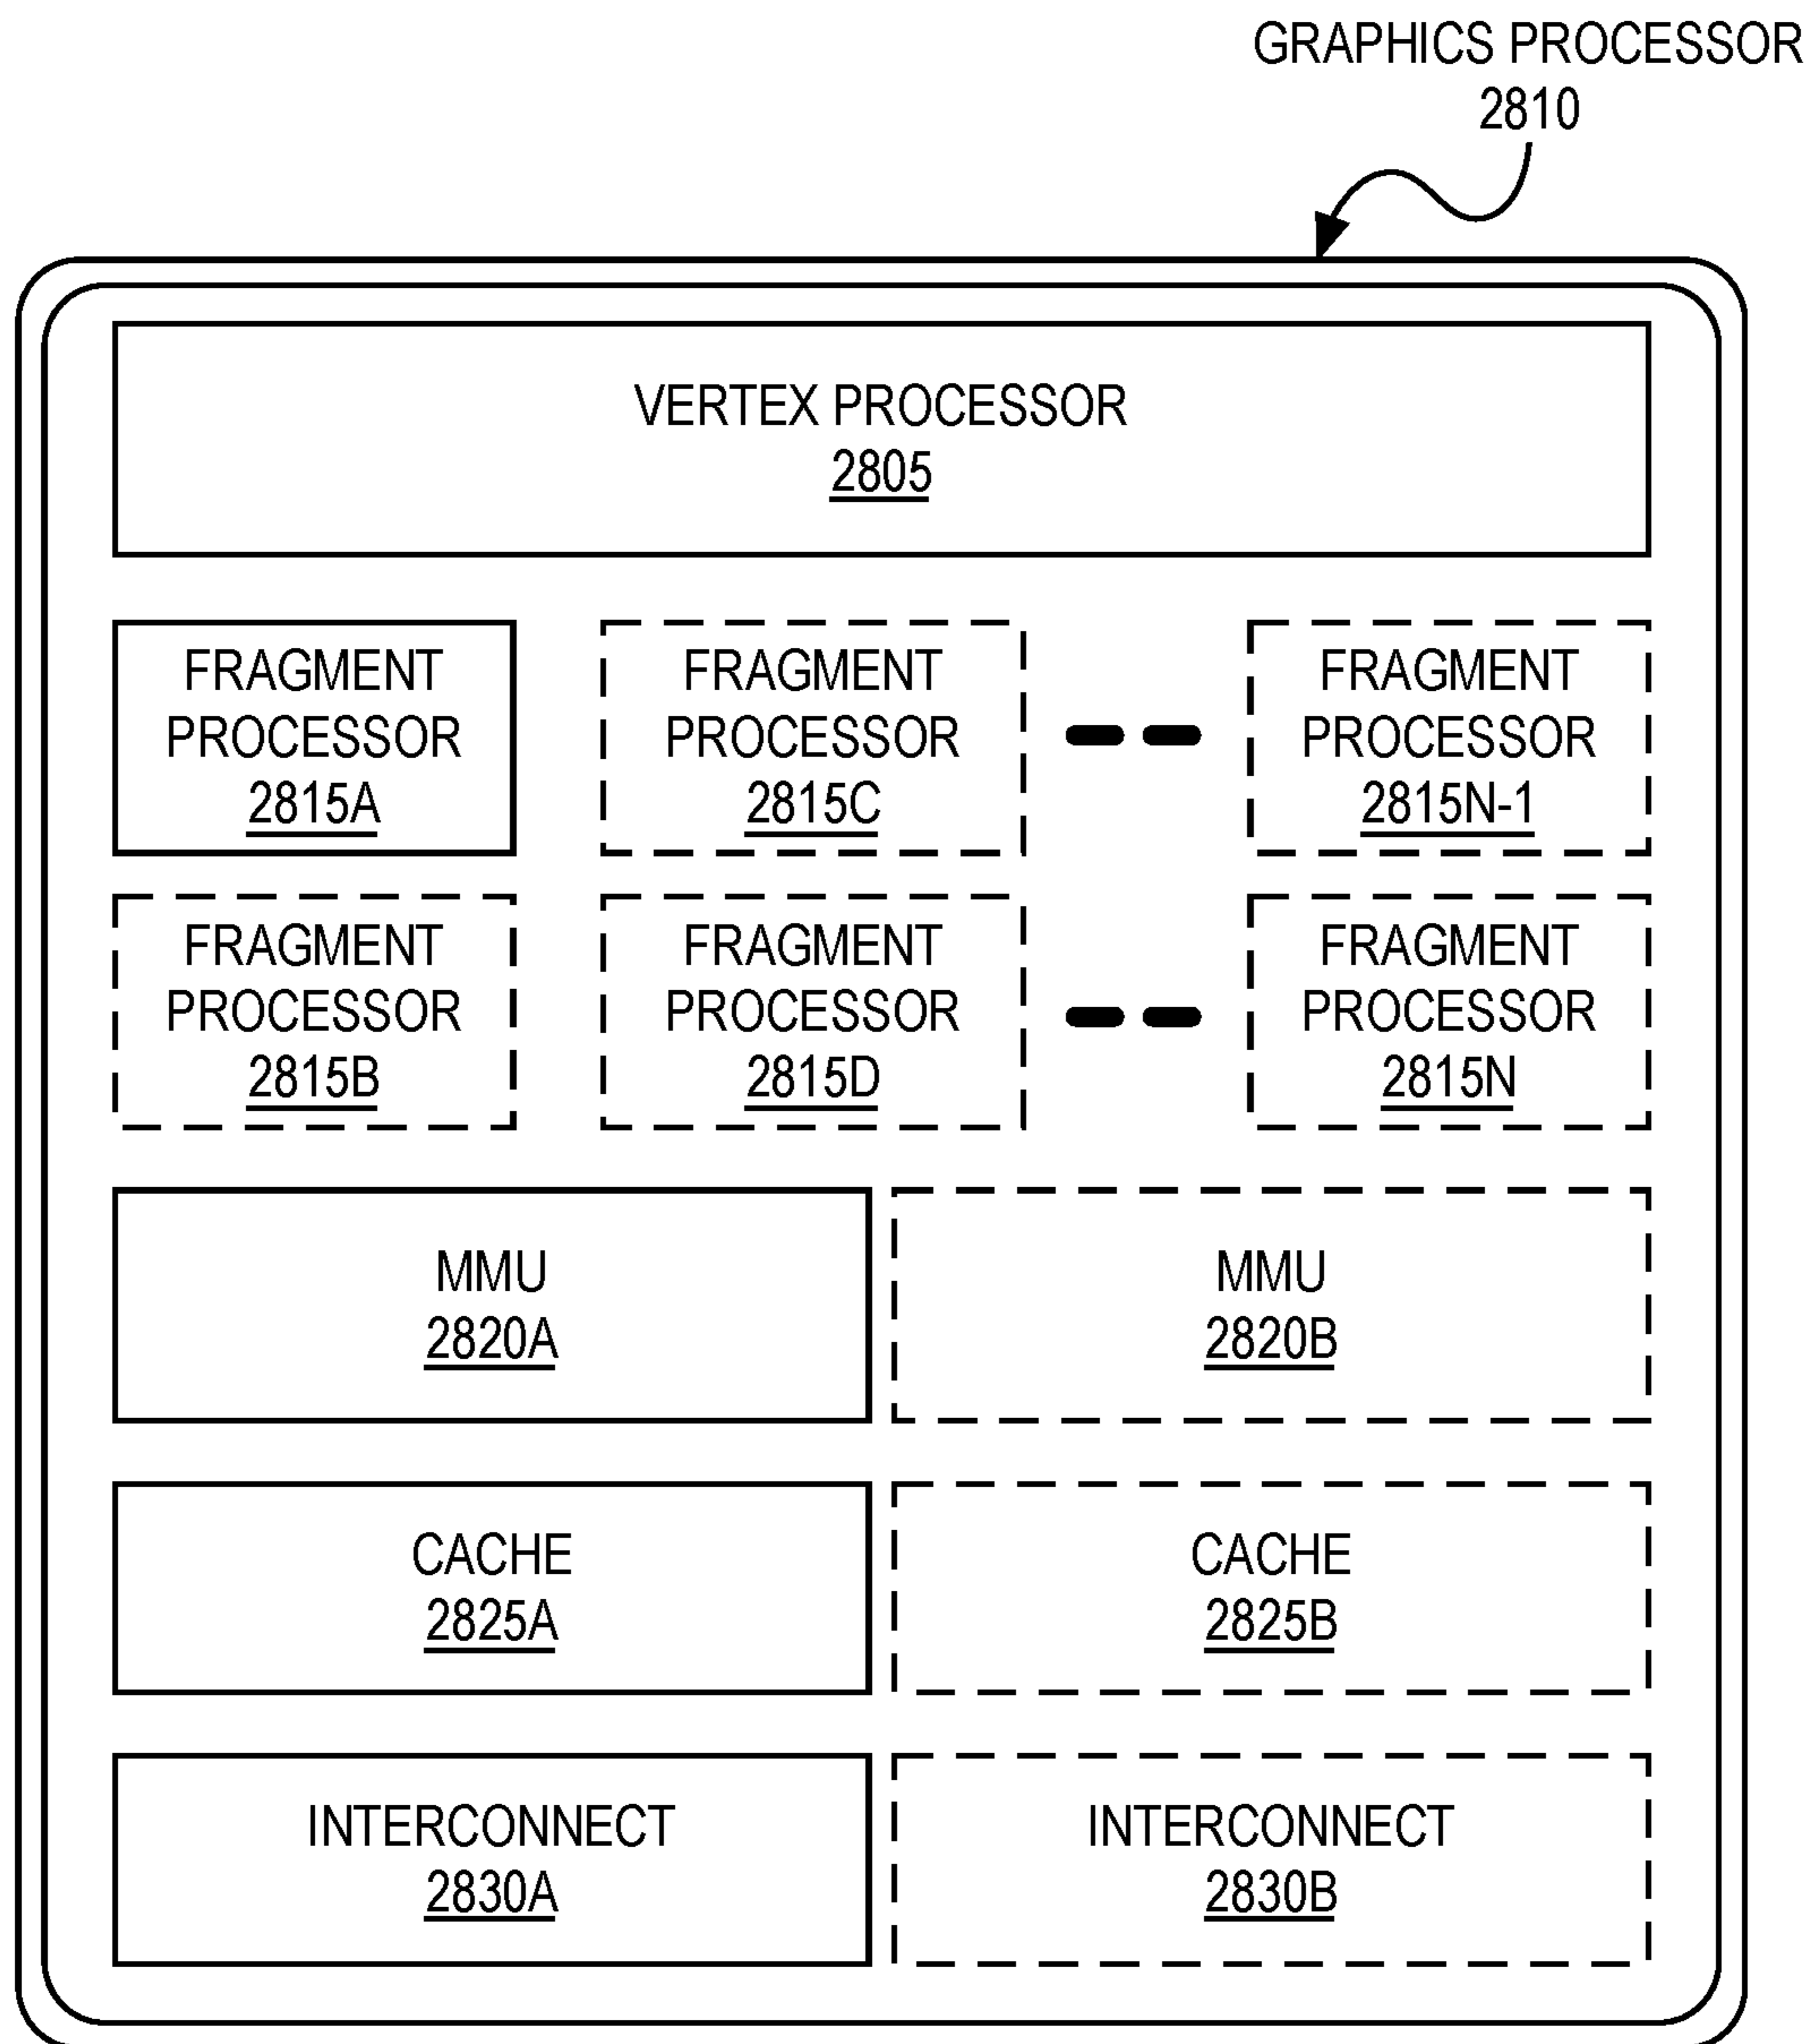 GRAPHICS PROCESSOR
2810
VERTEX PROCESSOR
2805
FRAGMENT
PROCESSOR
2815A
FRAGMENT
PROCESSOR
2815C
FRAGMENT
PROCESSOR
2815N-1
FRAGMENT
PROCESSOR
2815B
FRAGMENT
PROCESSOR
2815D
FRAGMENT
PROCESSOR
2815N
MMU
2820A
MMU
2820B
CACHE
2825A
CACHE
2825B
INTERCONNECT
2830A
INTERCONNECT
2830B